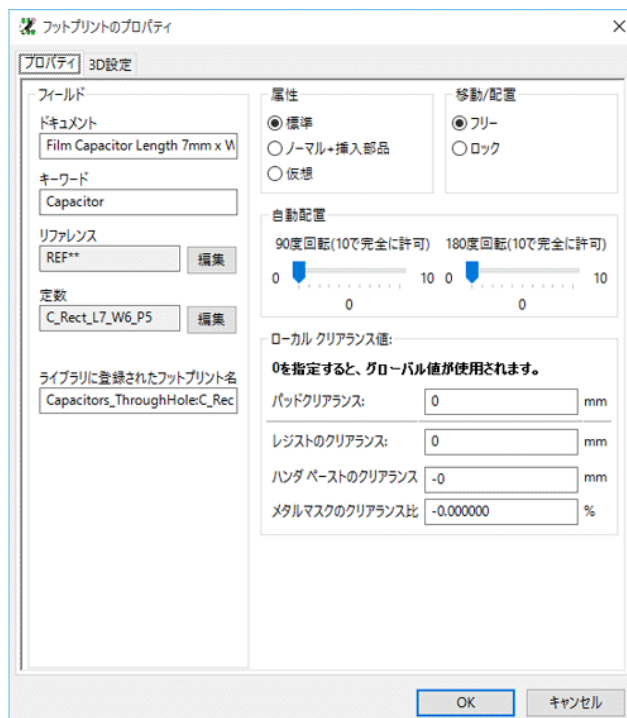 フットプリントのプロパティ
プロパティ 3D設定
フィールド
ドキュメント
Film Capacitor Length 7mm x W
キーワード
Capacitor
リファレンス
REF** 編集
定数
C_Rect_L7_W6_P5 編集
ライブラリに登録されたフットプリント名
Capacitors_ThroughHole:C_Rec
属性
標準
ノーマル+挿入部品
仮想
移動/配置
フリー
ロック
自動配置
90度回転(10で完全に許可) 180度回転(10で完全に許可)
0 10 0 10
0 0
ローカル クリアランス値:
0を指定すると、グローバル値が使用されます。
パッドクリアランス: 0 mm
レジストのクリアランス: 0 mm
ハンダ ペーストのクリアランス -0 mm
メタルマスクのクリアランス比 -0.000000 %
OK キャンセル